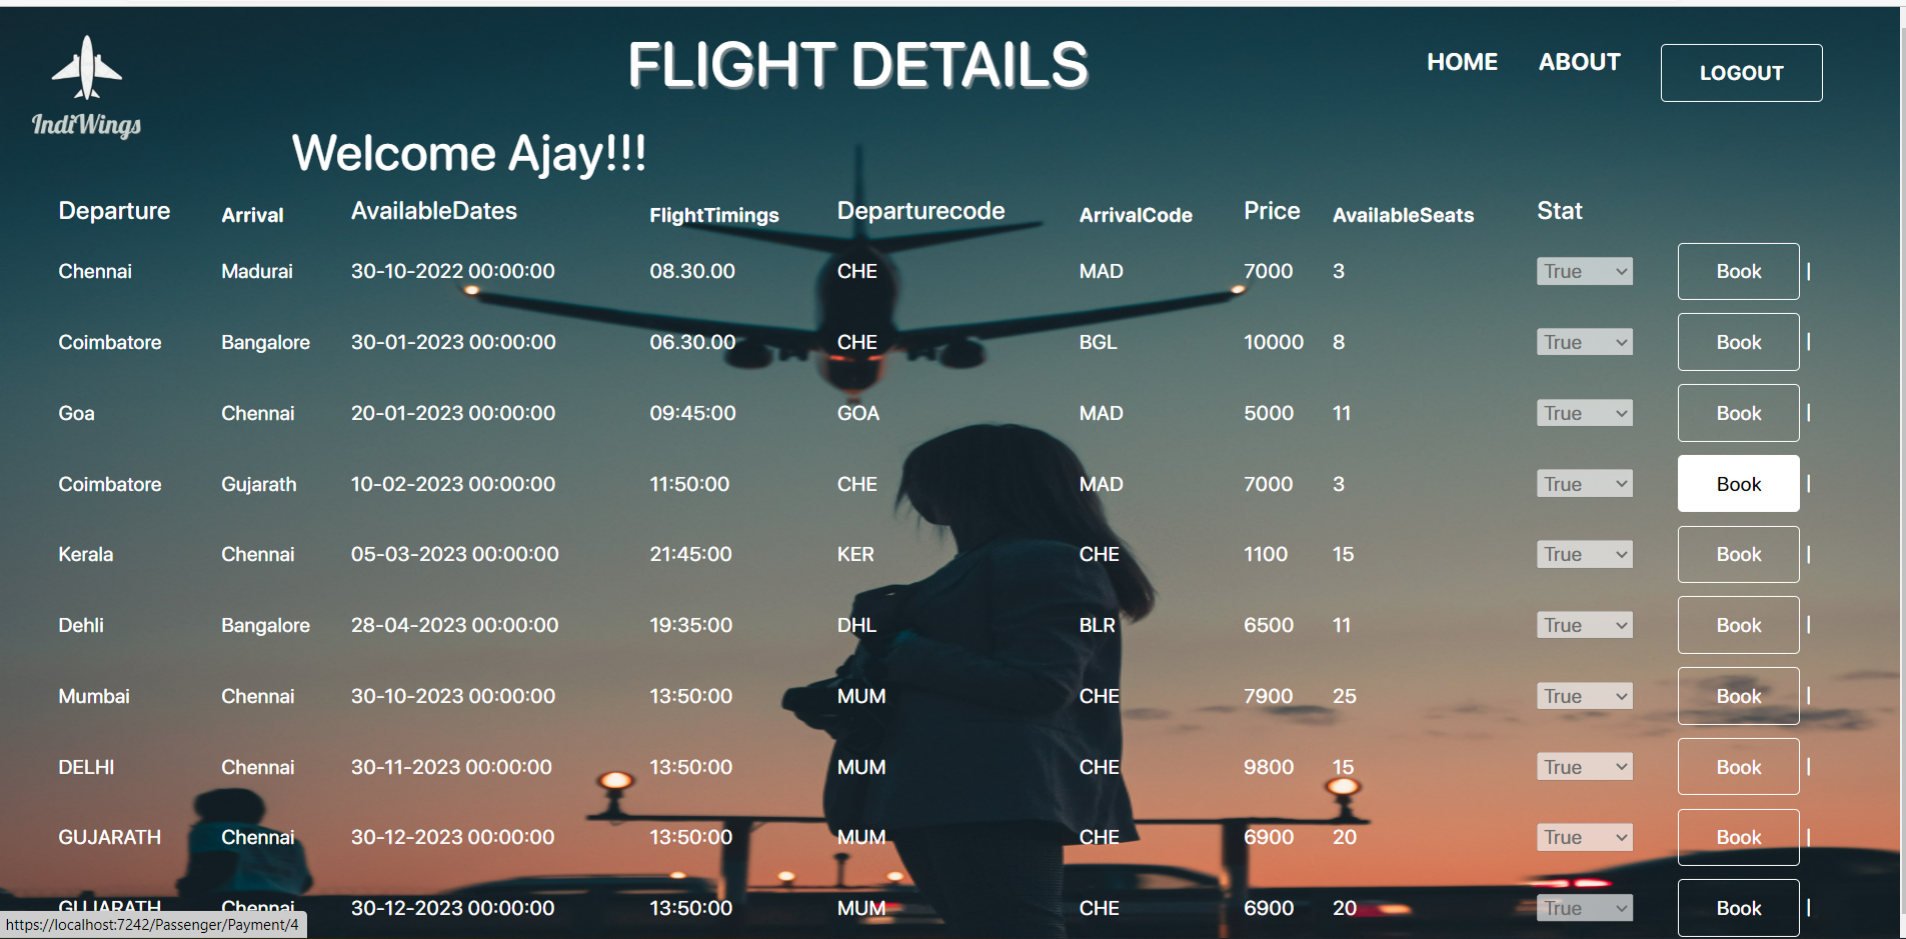 FLIGHT DETAILS
HOME ABOUT LOGOUT
IndiWings
Welcome Ajay!!!
Departure Arrival AvailableDates FlightTimings Departurecode ArrivalCode Price AvailableSeats Stat
Chennai Madurai 30-10-2022 00:00:00 08.30.00 CHE MAD 7000 3 True Book |
Coimbatore Bangalore 30-01-2023 00:00:00 06.30.00 CHE BGL 10000 8 True Book |
Goa Chennai 20-01-2023 00:00:00 09:45:00 GOA MAD 5000 11 True Book |
Coimbatore Gujarath 10-02-2023 00:00:00 11:50:00 CHE MAD 7000 3 True Book |
Kerala Chennai 05-03-2023 00:00:00 21:45:00 KER CHE 1100 15 True Book |
Dehli Bangalore 28-04-2023 00:00:00 19:35:00 DHL BLR 6500 11 True Book |
Mumbai Chennai 30-10-2023 00:00:00 13:50:00 MUM CHE 7900 25 True Book |
DELHI Chennai 30-11-2023 00:00:00 13:50:00 MUM CHE 9800 15 True Book |
GUJARATH Chennai 30-12-2023 00:00:00 13:50:00 MUM CHE 6900 20 True Book |
GUJARATH Chennai 30-12-2023 00:00:00 13:50:00 MUM CHE 6900 20 True Book |
https://localhost:7242/Passenger/Payment/4